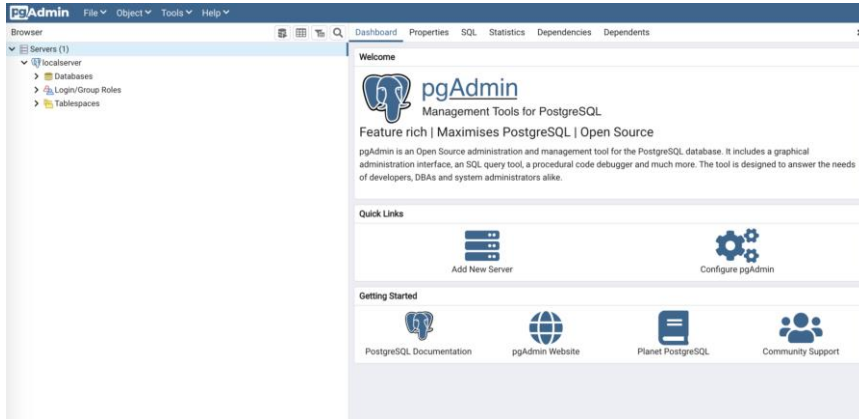 pgAdmin File Object Tools Help
Browser
Dashboard Properties SQL Statistics Dependencies Dependents
Servers (1)
localserver
Databases
Login/Group Roles
Tablespaces
Welcome
pgAdmin
Management Tools for PostgreSQL
Feature rich | Maximises PostgreSQL | Open Source
pgAdmin is an Open Source administration and management tool for the PostgreSQL database. It includes a graphical
administration interface, an SQL query tool, a procedural code debugger and much more. The tool is designed to answer the needs
of developers, DBAs and system administrators alike.
Quick Links
Add New Server
Configure pgAdmin
Getting Started
PostgreSQL Documentation
pgAdmin Website
Planet PostgreSQL
Community Support